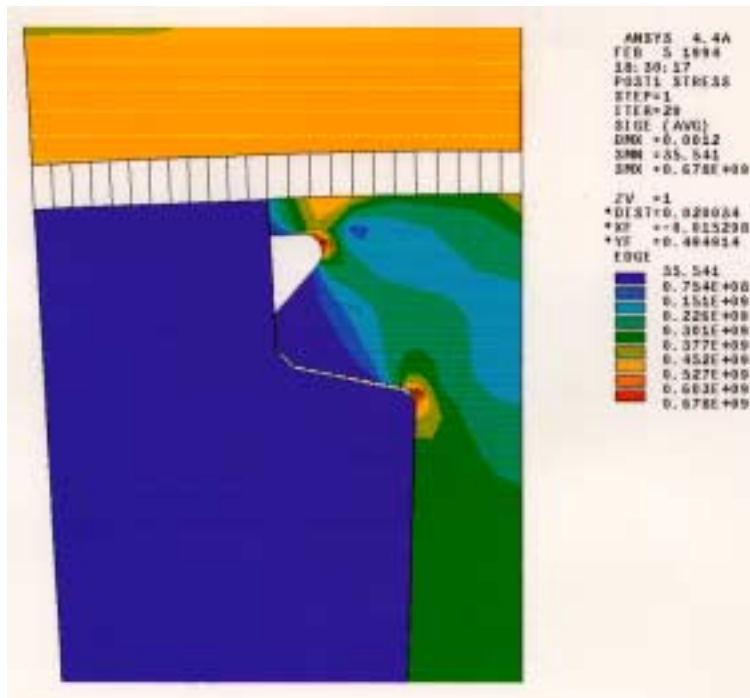 ANSYS 4.4A
FEB 5 1994
18:30:17
POST1 STRESS
STEP=1
ITER=20
SIGE (AVG)
DMX =0.0012
SMN =35.541
SMX =0.678E+09
ZV =1
*DIST=0.020034
*XF =-0.015298
*YF =0.404014
EDGE
35.541
0.754E+08
0.151E+09
0.226E+09
0.301E+09
0.377E+09
0.452E+09
0.527E+09
0.603E+09
0.678E+09